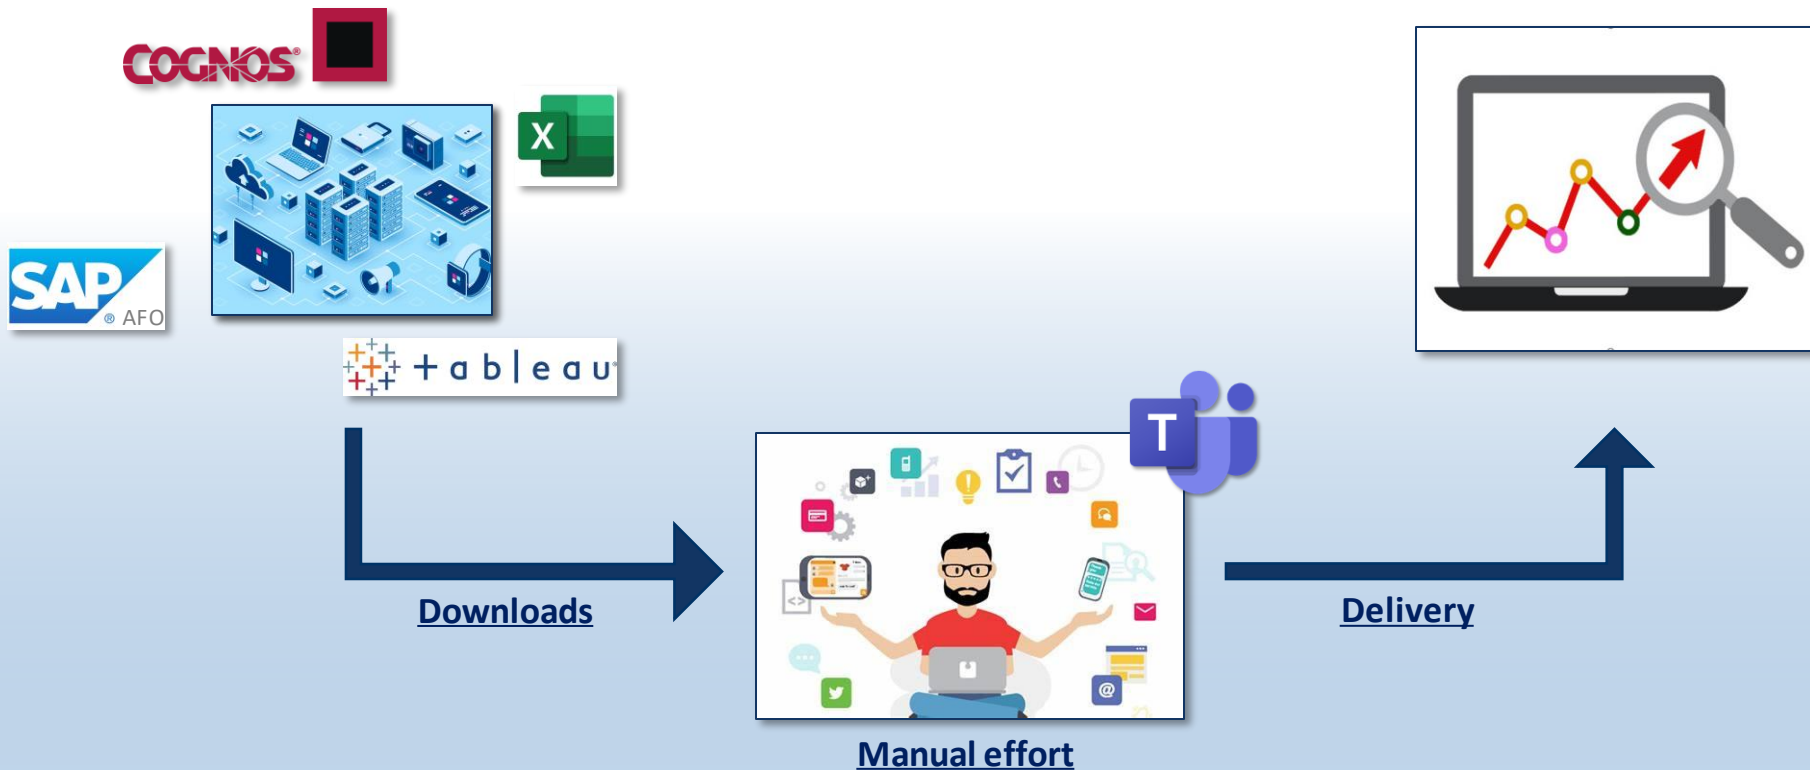 COGNOS®
X
SAP
® AFO
+ a b l e a u®
T
<>
@
Downloads
Delivery
Manual effort